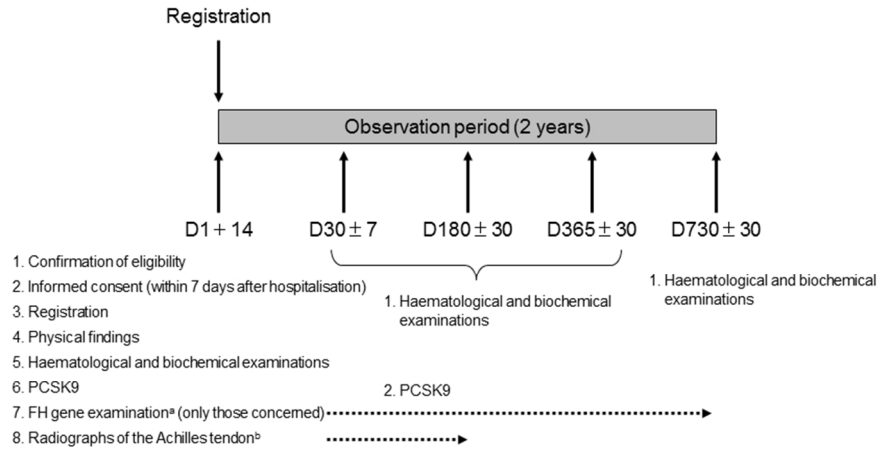 Registration
Observation period (2 years)
D1 + 14
D30 ± 7
D180 ± 30
D365 ± 30
D730 ± 30
1. Confirmation of eligibility
2. Informed consent (within 7 days after hospitalisation)
3. Registration
4. Physical findings
5. Haematological and biochemical examinations
6. PCSK9
7. FH gene examinationᵃ (only those concerned)
8. Radiographs of the Achilles tendonᵇ
1. Haematological and biochemical
examinations
2. PCSK9
1. Haematological and biochemical
examinations